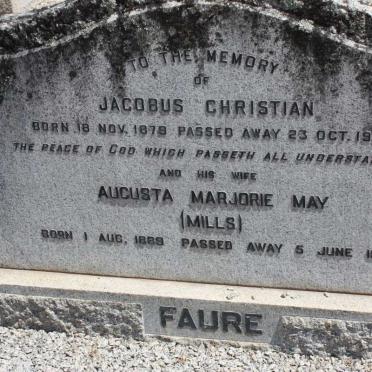 TO THE MEMORY
OF
JACOBUS CHRISTIAN
BORN 18 NOV. 1879 PASSED AWAY 23 OCT. 19
THE PEACE OF GOD WHICH PASSETH ALL UNDERSTA
AND HIS WIFE
AUGUSTA MARJORIE MAY
(MILLS)
BORN 1 AUG. 1889 PASSED AWAY 5 JUNE 1
FAURE